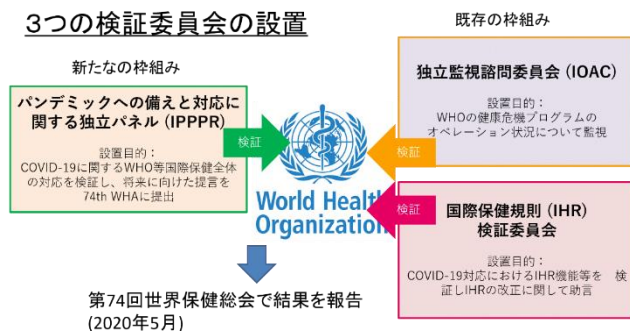 3つの検証委員会の設置
新たなの枠組み
パンデミックへの備えと対応に
関する独立パネル (IPPPR)
設置目的：
COVID-19に関するWHO等国際保健全体
の対応を検証し、将来に向けた提言を
74th WHAに提出
検証
World Health
Organization
既存の枠組み
独立監視諮問委員会 (IOAC)
設置目的：
WHOの健康危機プログラムの
オペレーション状況について監視
検証
国際保健規則（IHR）
検証委員会
設置目的：
COVID-19対応におけるIHR機能等を　検
証しIHRの改正に関して助言
検証
第74回世界保健総会で結果を報告
(2020年5月)